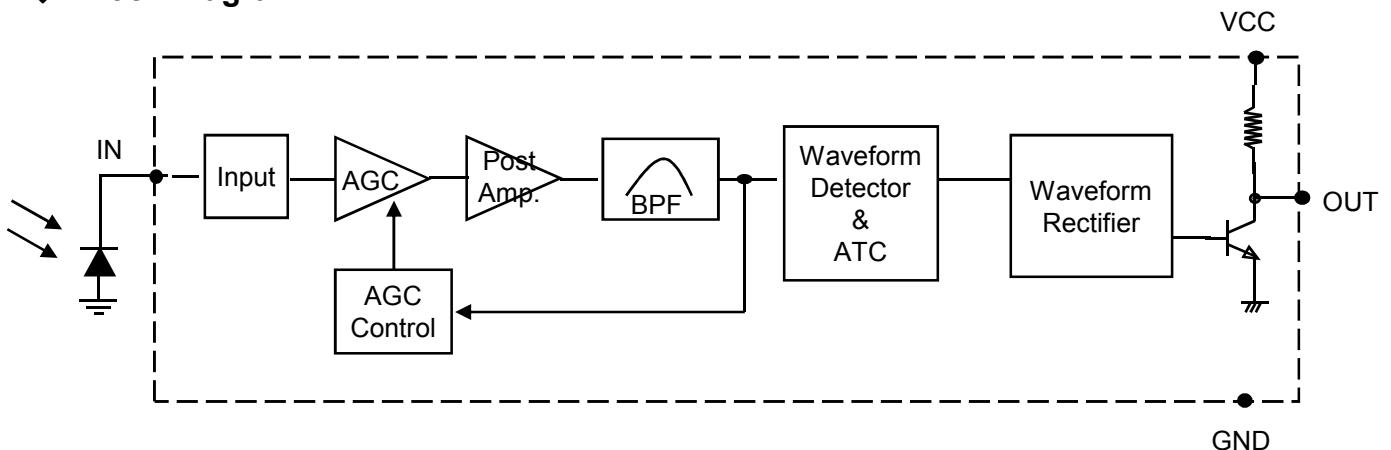 VCC
IN
Input
AGC
Post
Amp.
BPF
Waveform
Detector
&
ATC
Waveform
Rectifier
OUT
AGC
Control
GND